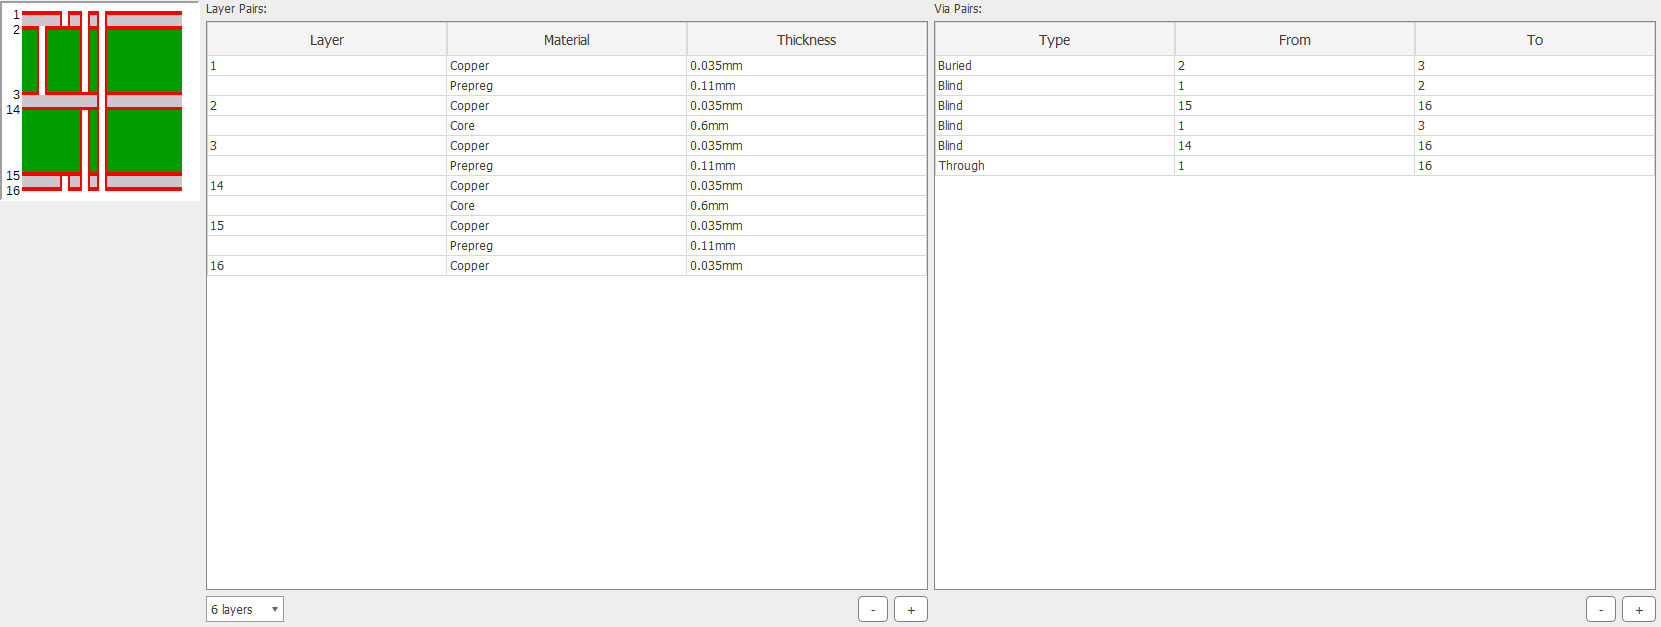 1
2
3
14
15
16
Layer Pairs:
Layer Material Thickness
1 Copper 0.035mm
Prepreg 0.11mm
2 Copper 0.035mm
Core 0.6mm
3 Copper 0.035mm
Prepreg 0.11mm
14 Copper 0.035mm
Core 0.6mm
15 Copper 0.035mm
Prepreg 0.11mm
16 Copper 0.035mm
6 layers
- +
Via Pairs:
Type From To
Buried 2 3
Blind 1 2
Blind 15 16
Blind 1 3
Blind 14 16
Through 1 16
- +